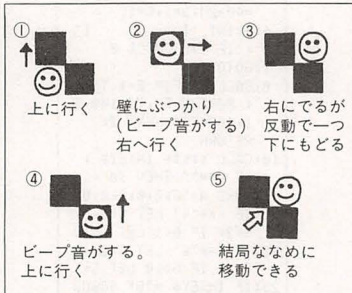 ①
上に行く
②
壁にぶつかり
（ビープ音がする）
右へ行く
③
右にでるが
反動で一つ
下にもどる
④
ビープ音がする。
上に行く
⑤
結局ななめに
移動できる